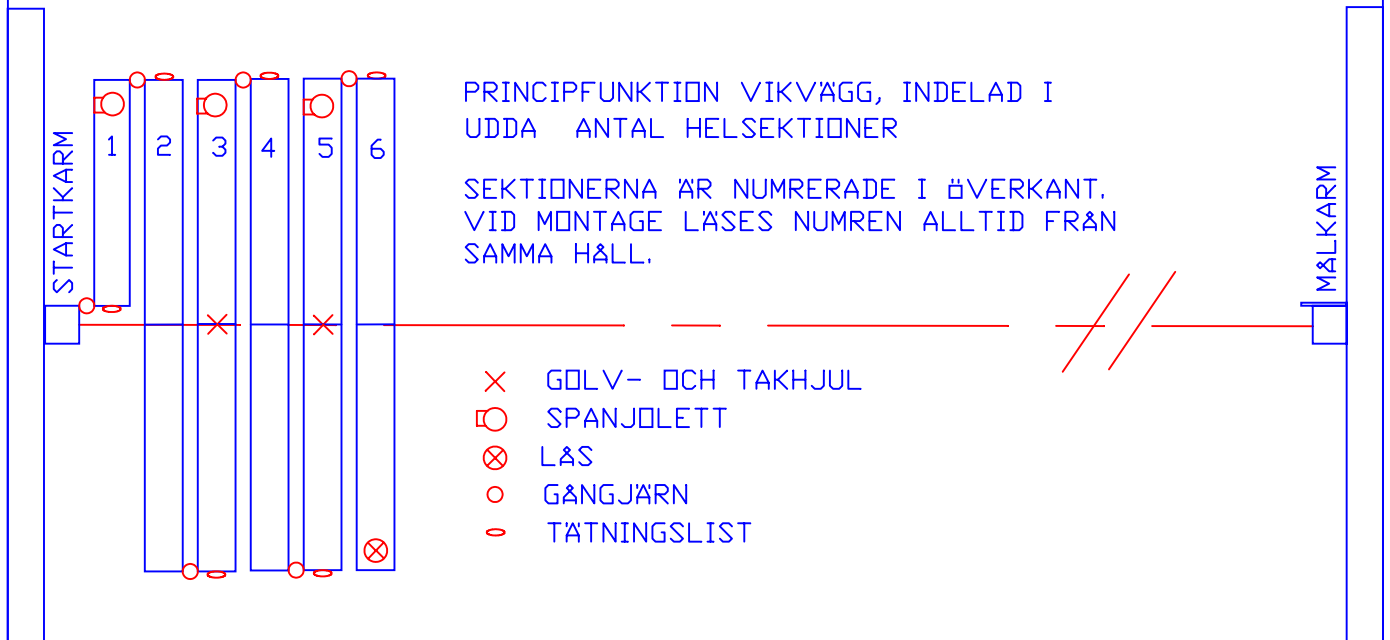 PRINCIPFUNKTION VIKVÄGG, INDELAD I
UDDA ANTAL HELSEKTIONER
SEKTIONERNA ÄR NUMRERADE I ÖVERKANT.
VID MONTAGE LÄSES NUMREN ALLTID FRÅN
SAMMA HÅLL.
STARTKARM
1 2 3 4 5 6
MÅLKARM
GOLV- OCH TAKHJUL
SPANJOLETT
LÅS
GÅNGJÄRN
TÄTNINGSLIST